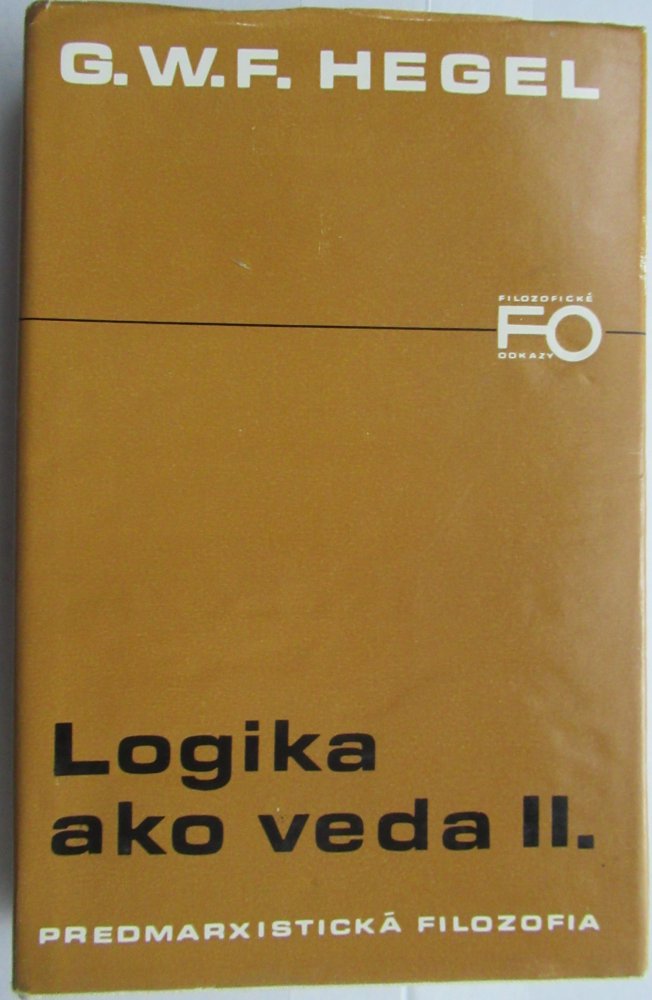 G. W. F. HEGEL
FILOZOFICKÉ
FO
ODKAZY
Logika
ako veda II.
PREDMARXISTICKÁ FILOZOFIA